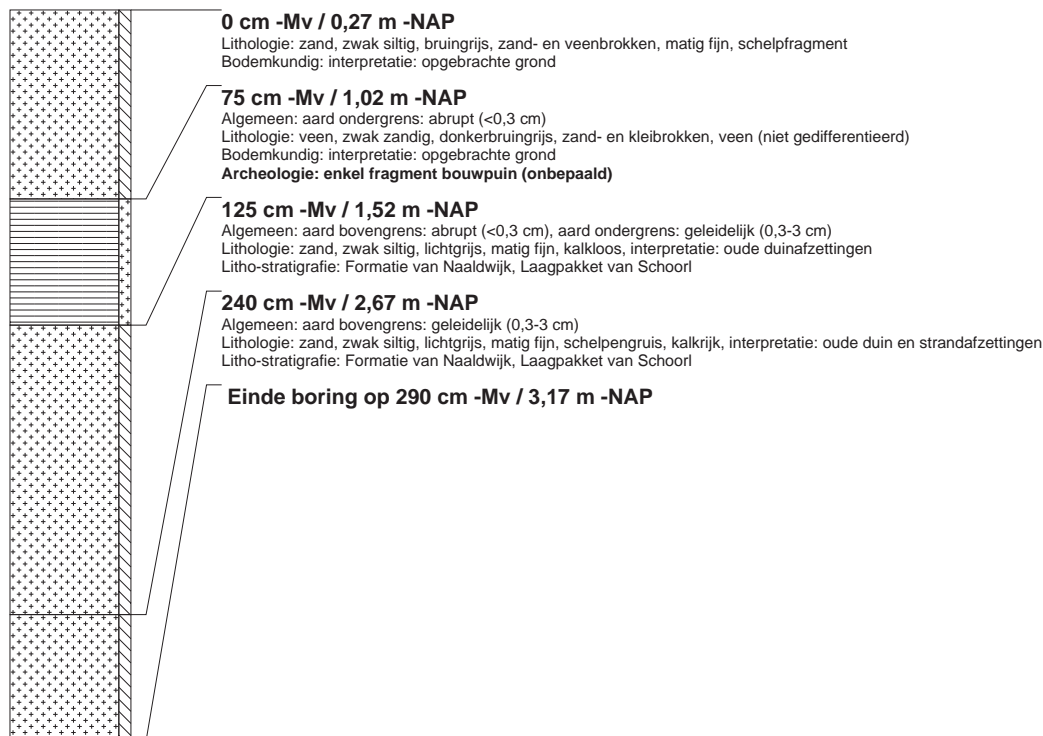 0 cm -Mv / 0,27 m -NAP
Lithologie: zand, zwak siltig, bruingrijs, zand- en veenbrokken, matig fijn, schelpfragment
Bodemkundig: interpretatie: opgebrachte grond
75 cm -Mv / 1,02 m -NAP
Algemeen: aard ondergrens: abrupt (<0,3 cm)
Lithologie: veen, zwak zandig, donkerbruingrijs, zand- en kleibrokken, veen (niet gedifferentieerd)
Bodemkundig: interpretatie: opgebrachte grond
Archeologie: enkel fragment bouwpuin (onbepaald)
125 cm -Mv / 1,52 m -NAP
Algemeen: aard bovengrens: abrupt (<0,3 cm), aard ondergrens: geleidelijk (0,3-3 cm)
Lithologie: zand, zwak siltig, lichtgrijs, matig fijn, kalkloos, interpretatie: oude duinafzettingen
Litho-stratigrafie: Formatie van Naaldwijk, Laagpakket van Schoorl
240 cm -Mv / 2,67 m -NAP
Algemeen: aard bovengrens: geleidelijk (0,3-3 cm)
Lithologie: zand, zwak siltig, lichtgrijs, matig fijn, schelpengruis, kalkrijk, interpretatie: oude duin en strandafzettingen
Litho-stratigrafie: Formatie van Naaldwijk, Laagpakket van Schoorl
Einde boring op 290 cm -Mv / 3,17 m -NAP